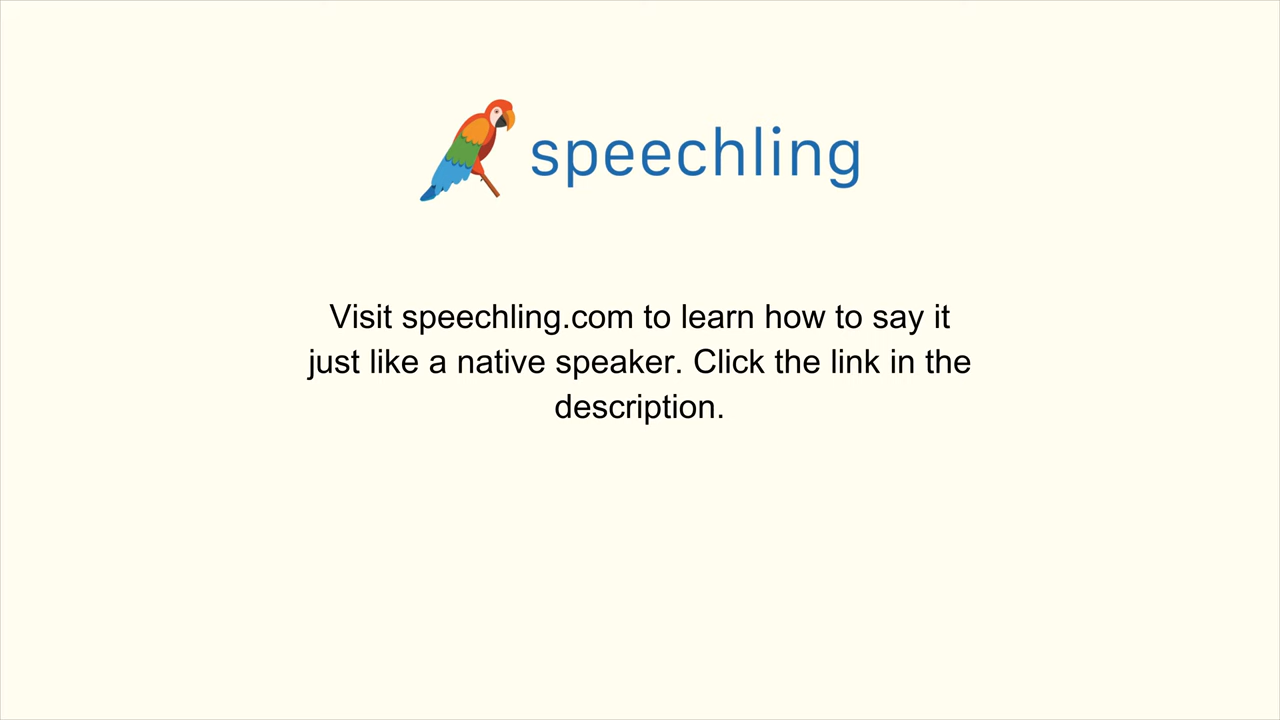 speechling
Visit speechling.com to learn how to say it
just like a native speaker. Click the link in the
description.